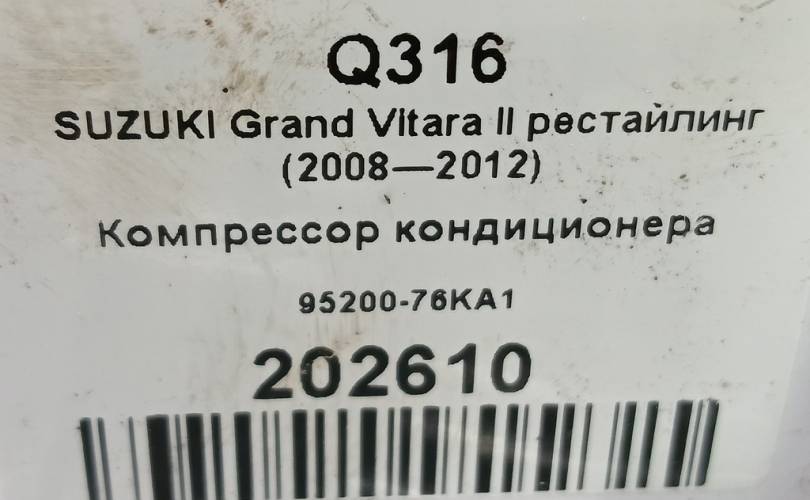 Q316
SUZUKI Grand Vitara II рестайлинг
(2008—2012)
Компрессор кондиционера
95200-76KA1
202610